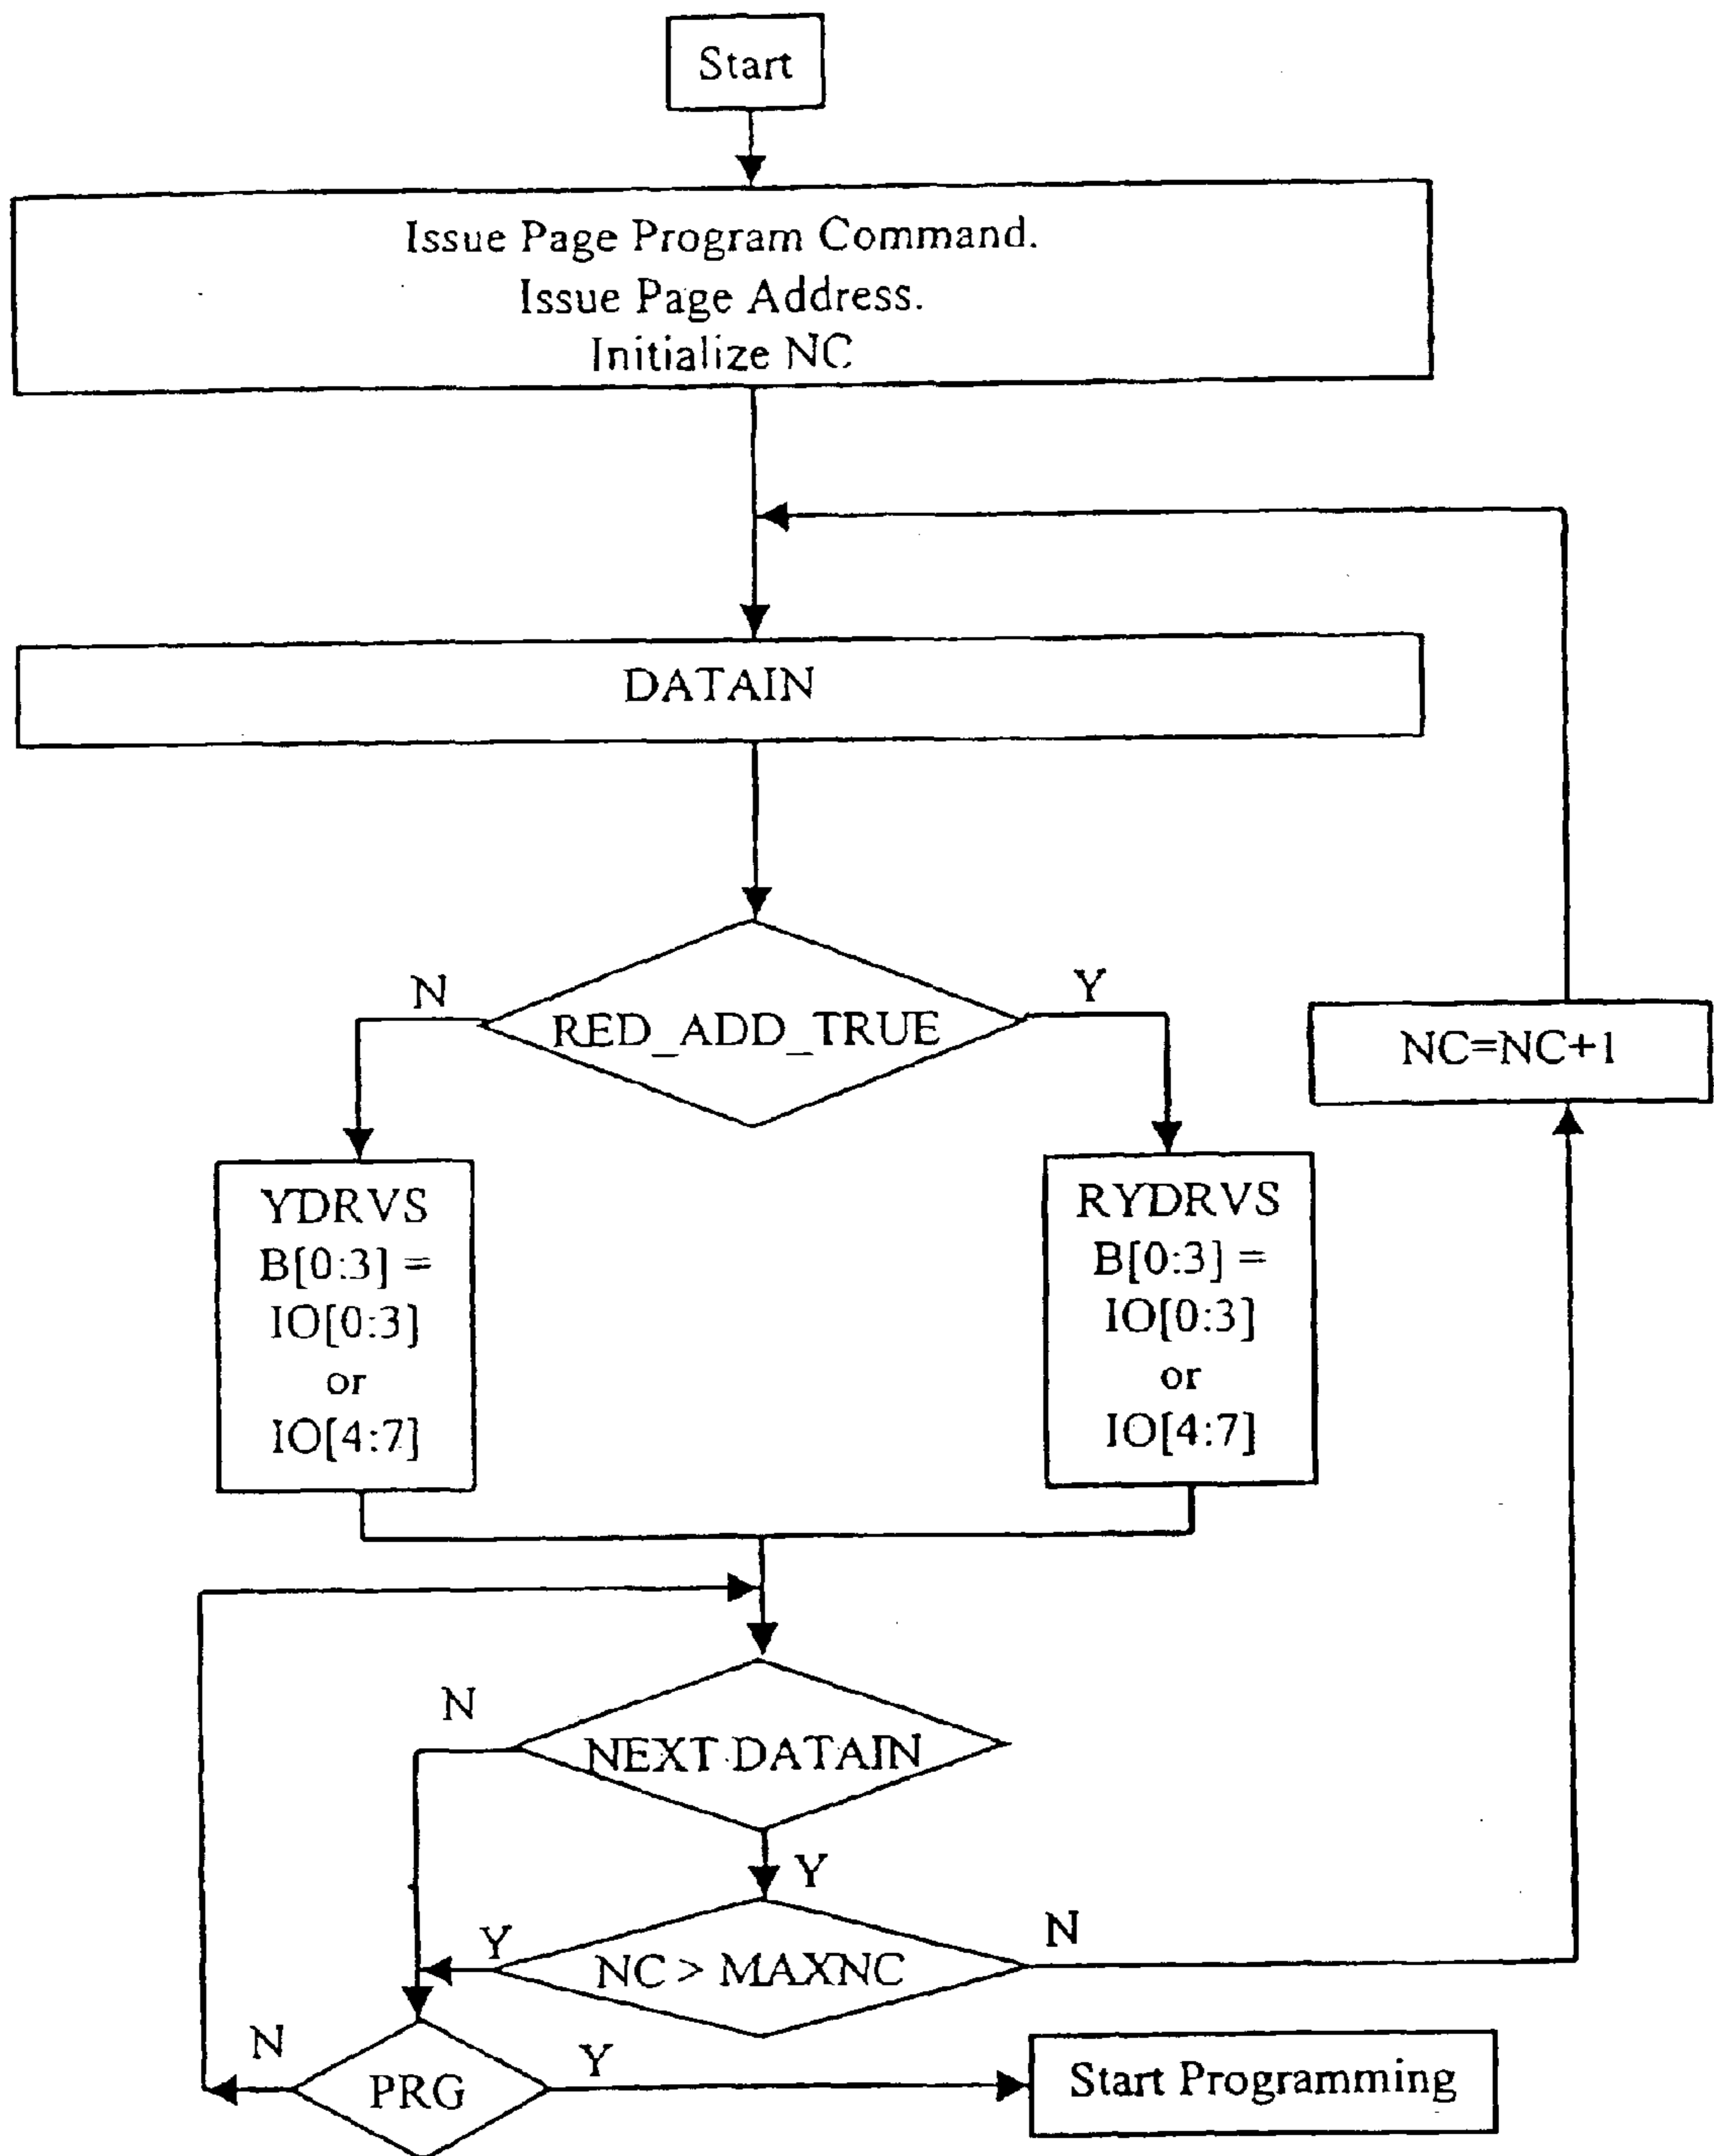 Start
Issue Page Program Command.
Issue Page Address.
Initialize NC
DATAIN
N
Y
RED_ADD_TRUE
NC=NC+1
YDRVS
B[0:3] =
IO[0:3]
or
IO[4:7]
RYDRVS
B[0:3] =
IO[0:3]
or
IO[4:7]
N
NEXT DATAIN
Y
Y
N
NC > MAXNC
N
Y
PRG
Start Programming